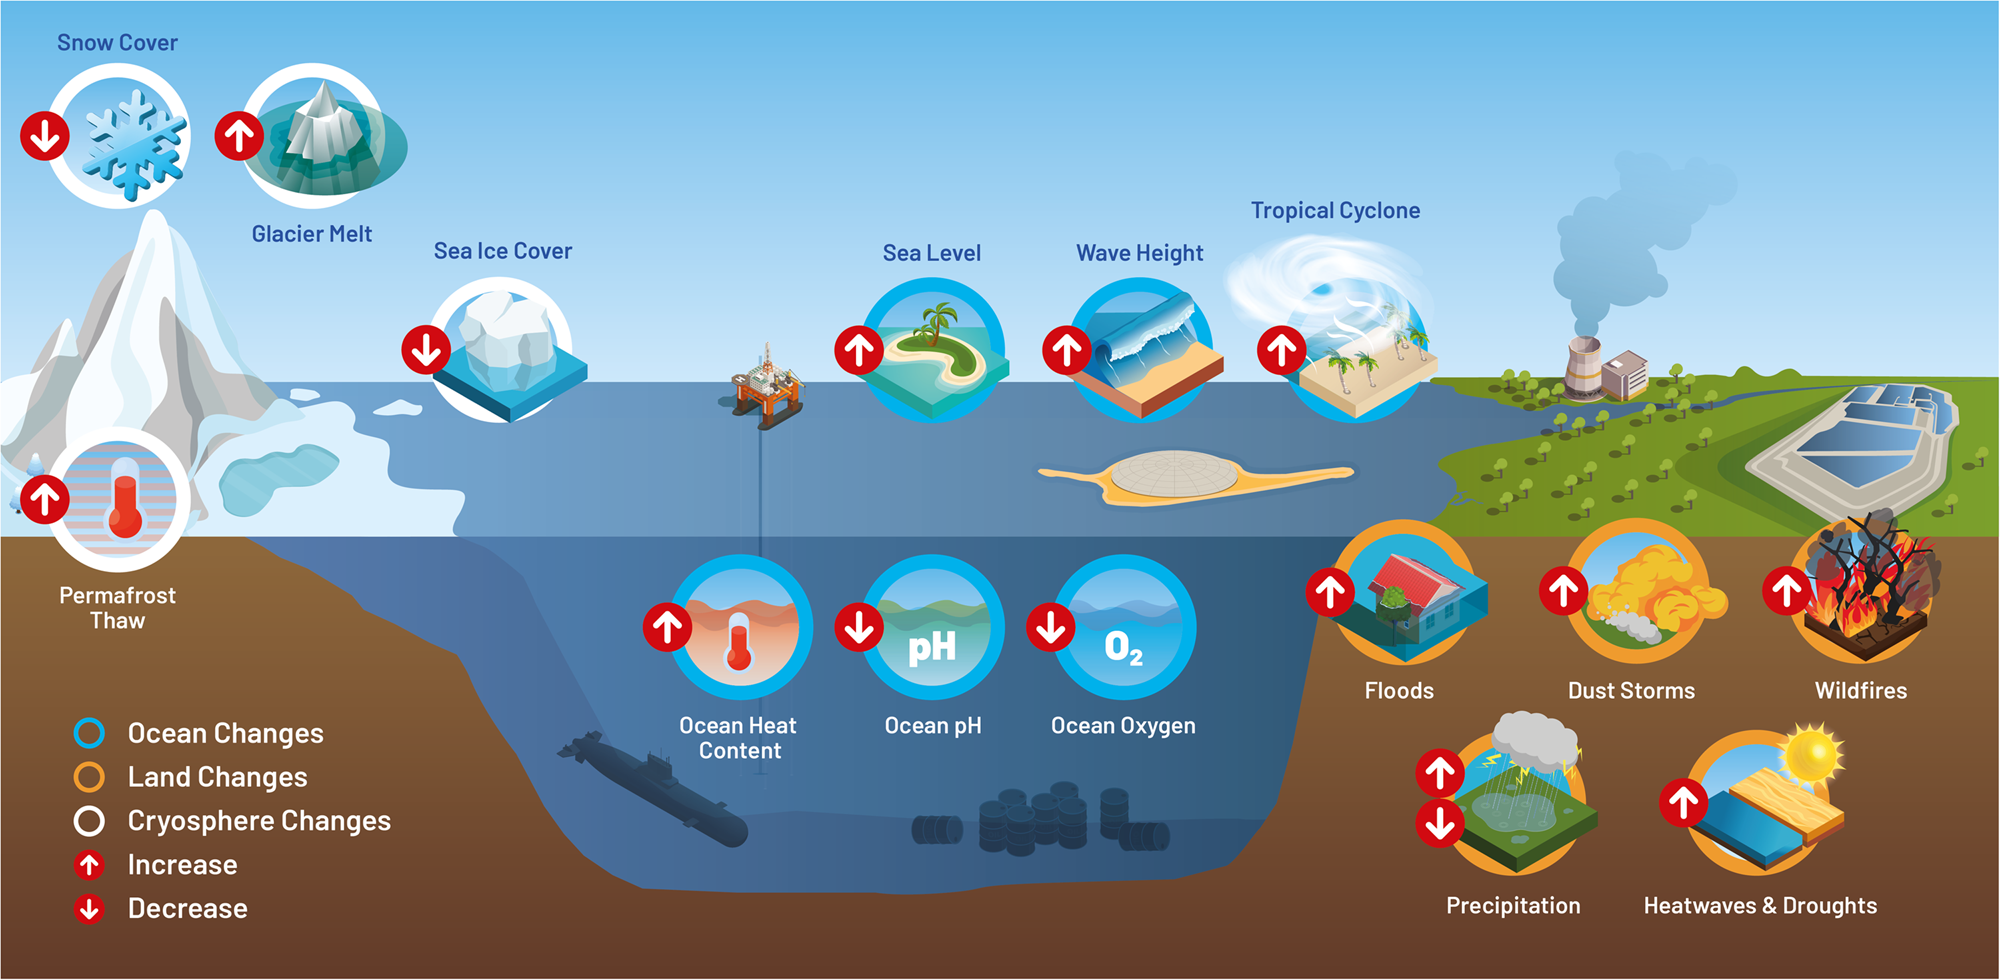 Snow Cover
Glacier Melt
Sea Ice Cover
Sea Level
Wave Height
Tropical Cyclone
Permafrost
Thaw
pH
O₂
Ocean Heat
Content
Ocean pH
Ocean Oxygen
Floods
Dust Storms
Wildfires
Precipitation
Heatwaves & Droughts
Ocean Changes
Land Changes
Cryosphere Changes
Increase
Decrease